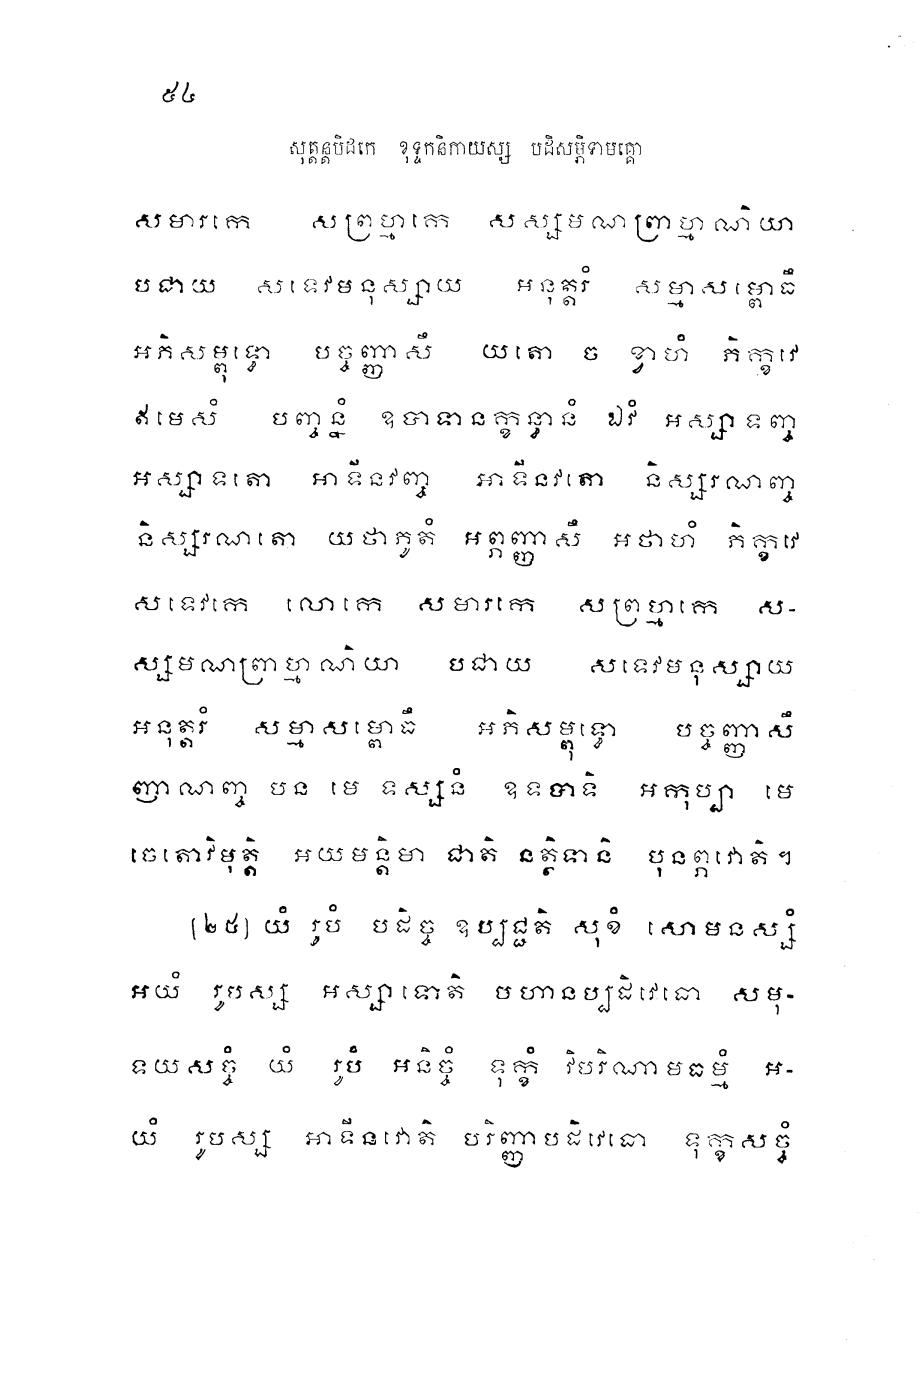 ៥៤
សុត្តន្តបិដកេ ខុទ្ទកនិកាយស្ស បដិសម្ភិទាមគ្គោ
សមារកេ សព្រហ្មកេ សស្សមណព្រាហ្មណិយា
បជាយ សទេវមនុស្សាយ អនុត្តរំ សម្មាសម្ពោធឹ
អភិសម្ពុទ្ធោ បច្ចញ្ញាសឹ យតោ ច ខ្វាហំ ភិក្ខវេ
ឥមេសំ បញ្ចន្នំ ឧបាទានក្ខន្ធានំ ឯវំ អស្សាទញ្ច
អស្សាទតោ អាទីនវញ្ច អាទីនវតោ និស្សរណញ្ច
និស្សរណតោ យថាភូតំ អព្ភញ្ញាសឹ អថាហំ ភិក្ខវេ
សទេវកេ លោកេ សមារកេ សព្រហ្មកេ ស-
ស្សមណព្រាហ្មណិយា បជាយ សទេវមនុស្សាយ
អនុត្តរំ សម្មាសម្ពោធឹ អភិសម្ពុទ្ធោ បច្ចញ្ញាសឹ
ញាណញ្ច បន មេ ទស្សនំ ឧទបាទិ អកុប្បា មេ
ចេតោវិមុត្តិ អយមន្តិមា ជាតិ នត្ថិទានិ បុនព្ភវោតិ។
(២៥) យំ រូបំ បដិច្ច ឧប្បជ្ជតិ សុខំ សោមនស្សំ
អយំ រូបស្ស អស្សាទោតិ បហានប្បដិវេធោ សមុ-
ទយសច្ចំ យំ រូបំ អនិច្ចំ ទុក្ខំ វិបរិណាមធម្មំ អ-
យំ រូបស្ស អាទីនវោតិ បរិញ្ញាបដិវេធោ ទុក្ខសច្ចំ